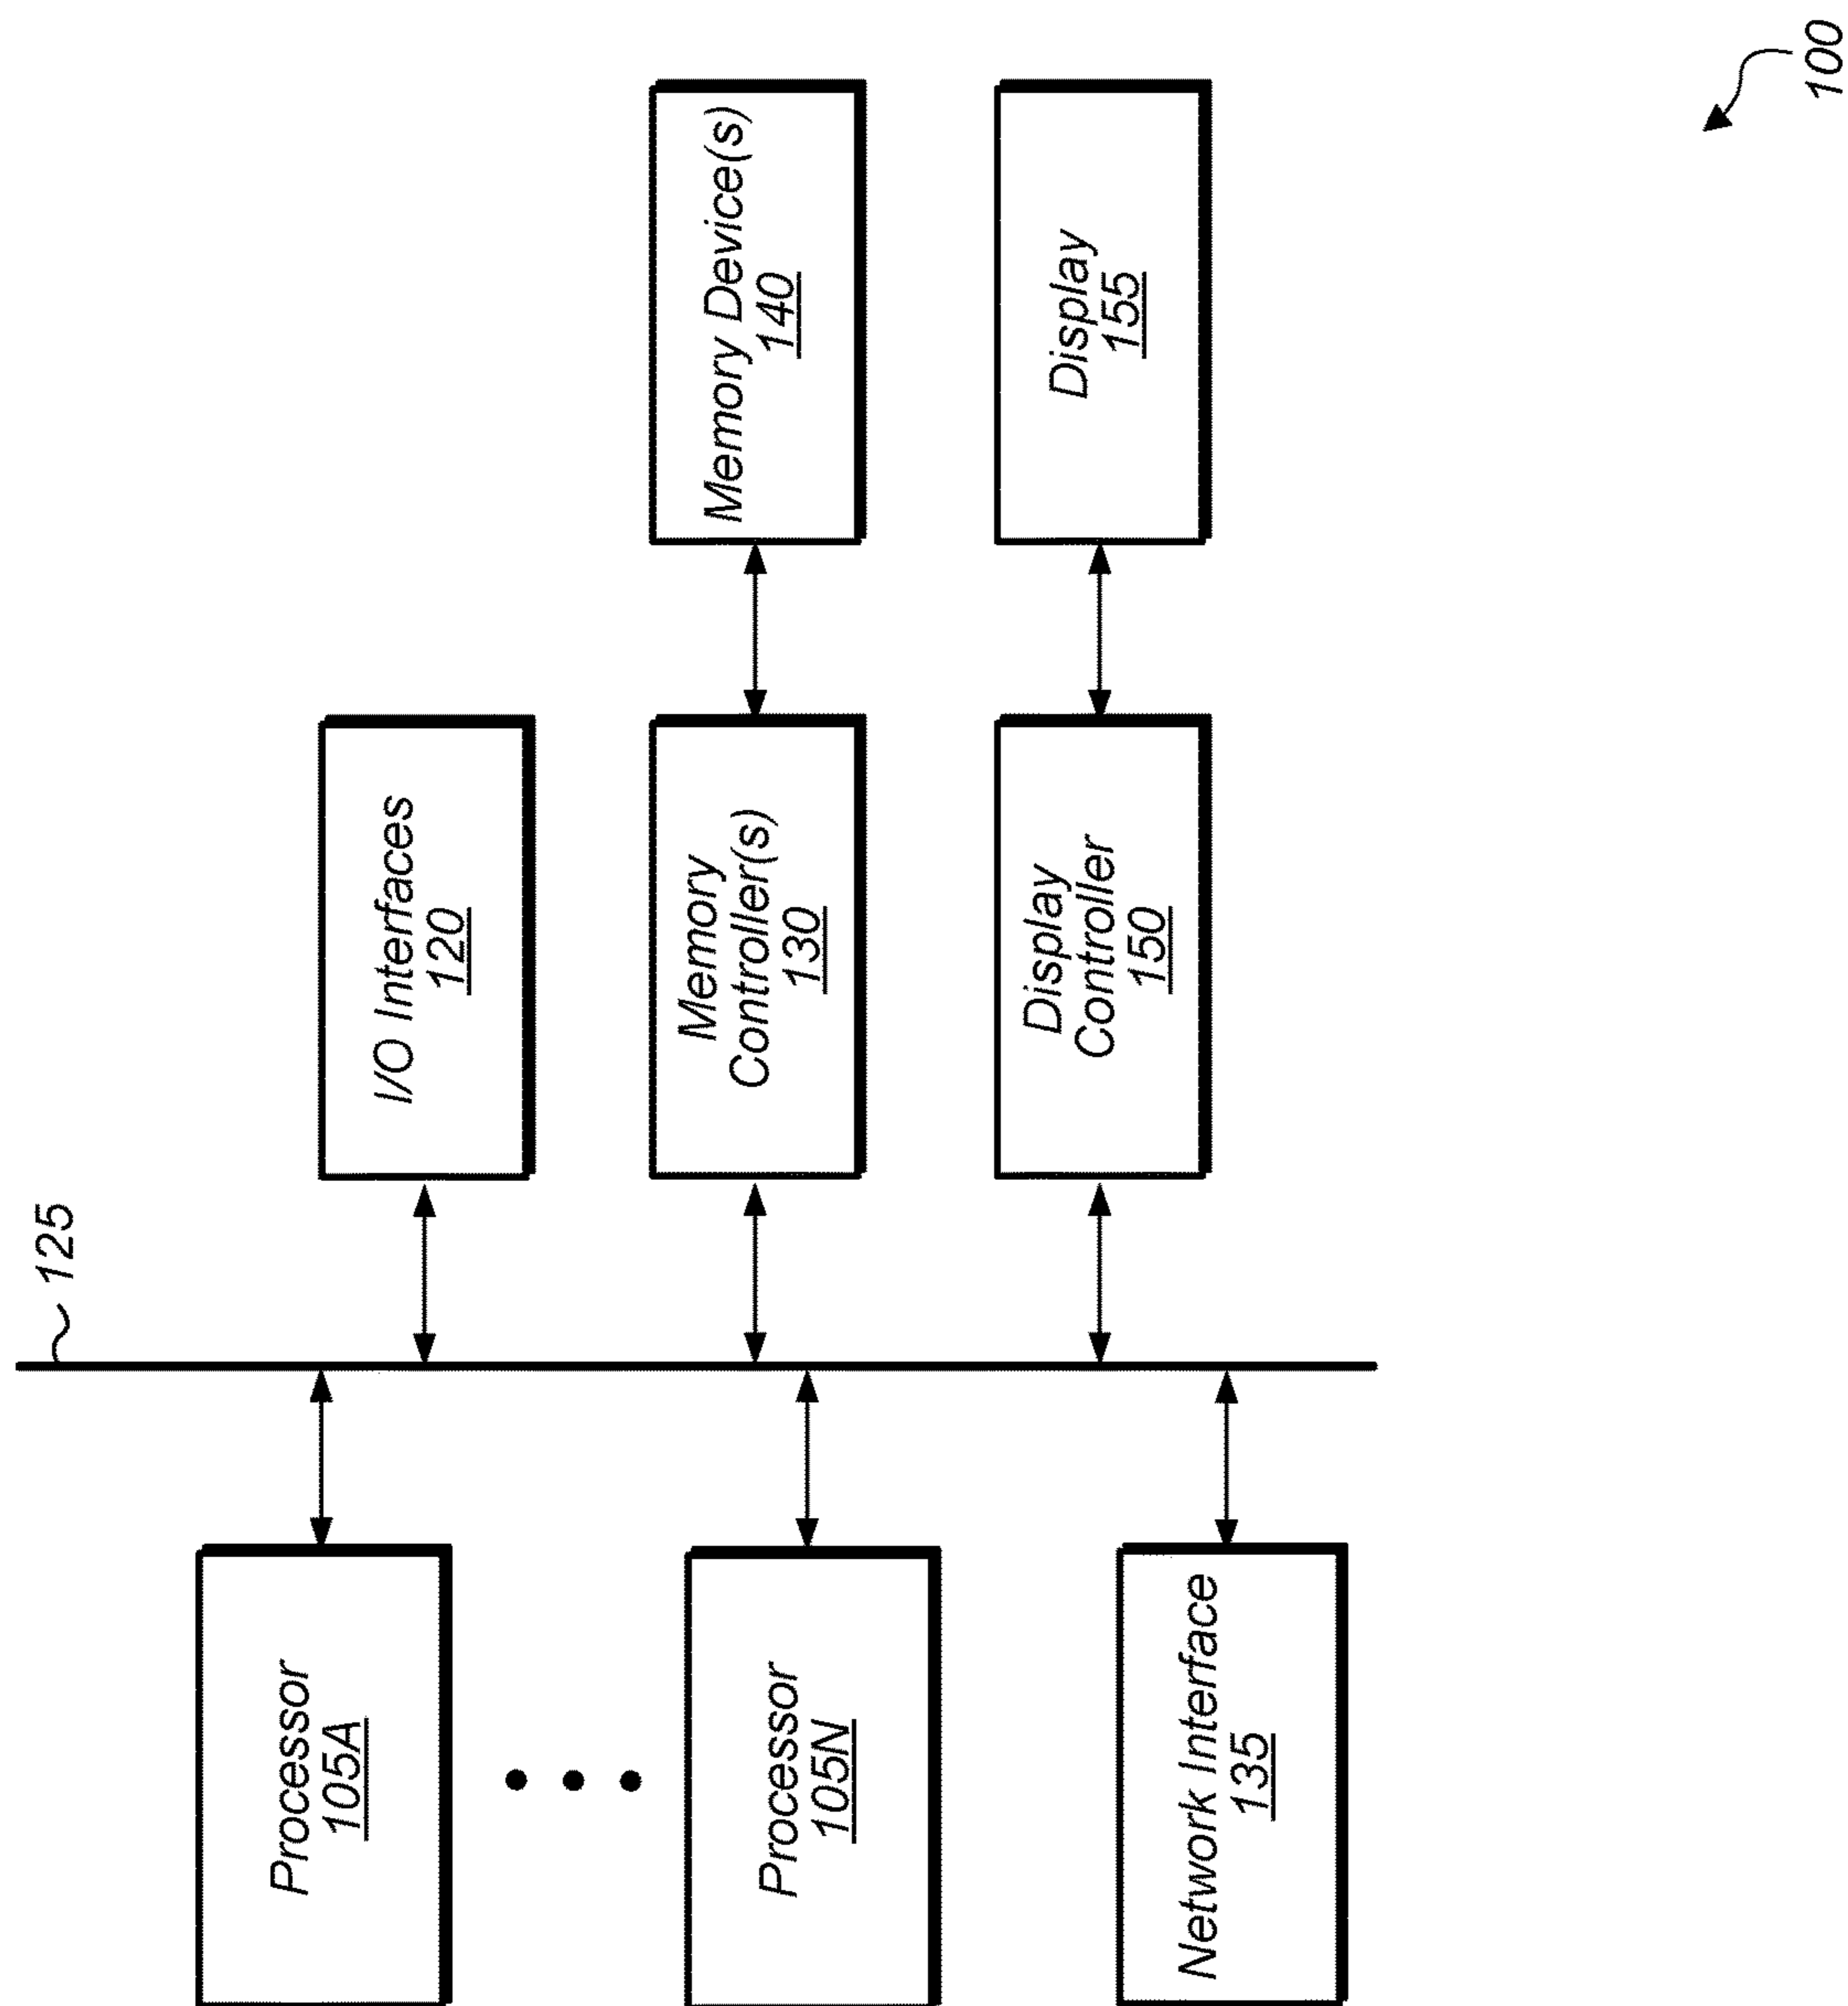 Processor
105A
Processor
105N
Network Interface
135
125
I/O Interfaces
120
Memory
Controller(s)
130
Display
Controller
150
Memory Device(s)
140
Display
155
100